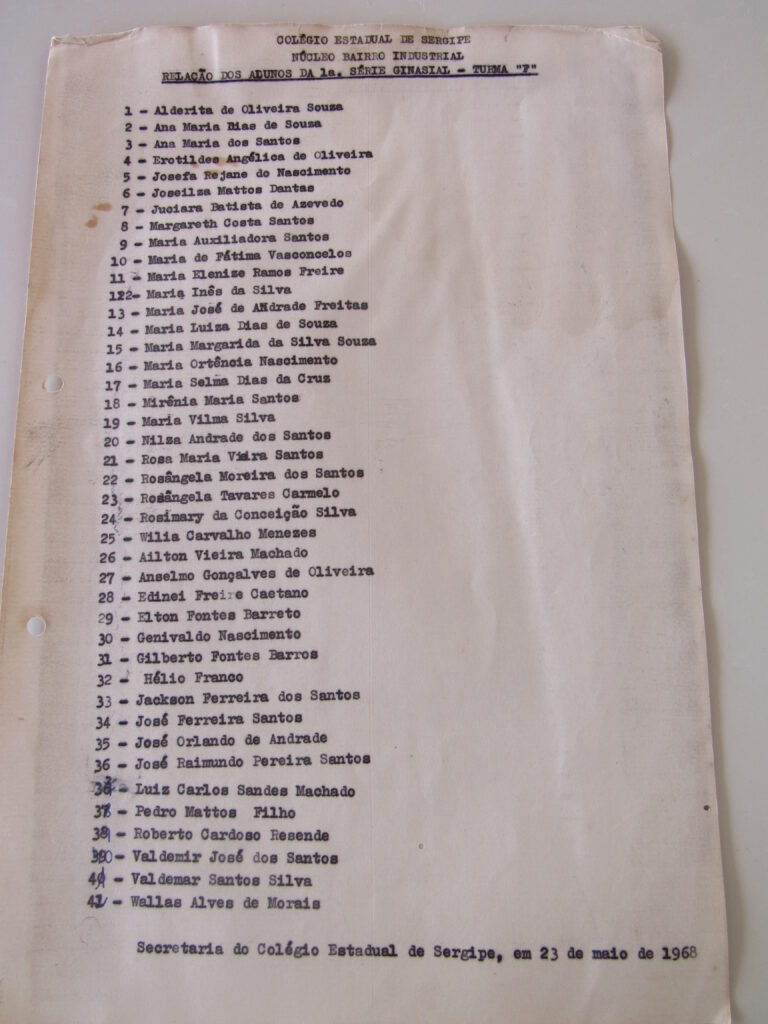 COLÉGIO ESTADUAL DE SERGIPE
NÚCLEO BAIRRO INDUSTRIAL
RELAÇÃO DOS ALUNOS DA 1a. SÉRIE GINASIAL - TURMA "F"
1 - Alderita de Oliveira Souza
2 - Ana Maria Dias de Souza
3 - Ana Maria dos Santos
4 - Erotildes Angélica de Oliveira
5 - Josefa Rejane do Nascimento
6 - Joseilza Mattos Dantas
7 - Juciara Batista de Azevedo
8 - Margareth Costa Santos
9 - Maria Auxiliadora Santos
10 - Maria de Fátima Vasconcelos
11 - Maria Elenize Ramos Freire
122- Maria Inês da Silva
13 - Maria José de Andrade Freitas
14 - Maria Luiza Dias de Souza
15 - Maria Margarida da Silva Souza
16 - Maria Ortência Nascimento
17 - Maria Selma Dias da Cruz
18 - Mirênia Maria Santos
19 - Maria Vilma Silva
20 - Nilza Andrade dos Santos
21 - Rosa Maria Vieira Santos
22 - Rosângela Moreira dos Santos
23 - Rosângela Tavares Carmelo
24 - Rosimary da Conceição Silva
25 - Wilia Carvalho Menezes
26 - Ailton Vieira Machado
27 - Anselmo Gonçalves de Oliveira
28 - Edinei Freire Caetano
29 - Elton Fontes Barreto
30 - Genivaldo Nascimento
31 - Gilberto Fontes Barros
32 - Hélio Franco
33 - Jackson Ferreira dos Santos
34 - José Ferreira Santos
35 - José Orlando de Andrade
36 - José Raimundo Pereira Santos
- Luiz Carlos Sandes Machado
- Pedro Mattos Filho
- Roberto Cardoso Resende
- Valdemir José dos Santos
- Valdemar Santos Silva
- Wallas Alves de Morais
Secretaria do Colégio Estadual de Sergipe, em 23 de maio de 1968